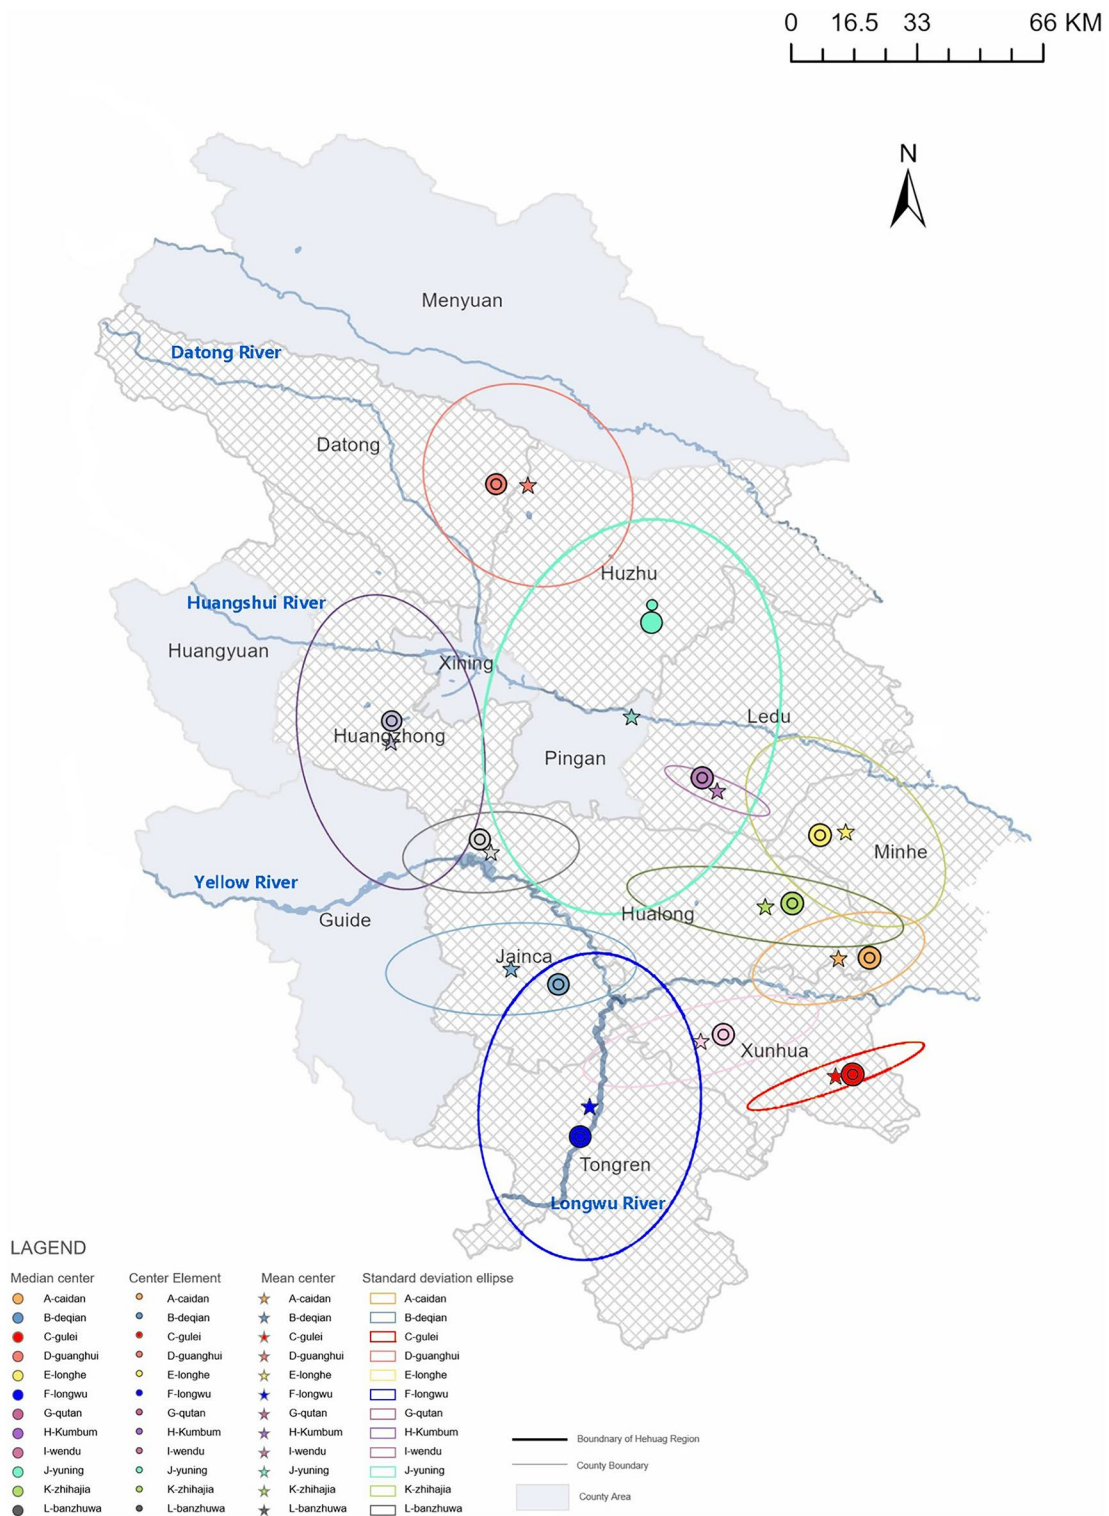 0 16.5 33 66 KM
N
Menyuan
Datong River
Datong
Huzhu
Huangshui River
Huangyuan
Xining
Ledu
Huangzhong
Pingan
Minhe
Yellow River
Guide
Hualong
Jainca
Xunhua
Tongren
Longwu River
LAGEND
Median center Center Element Mean center Standard deviation ellipse
A-caidan A-caidan A-caidan A-caidan
B-deqian B-deqian B-deqian B-deqian
C-gulei C-gulei C-gulei C-gulei
D-guanghui D-guanghui D-guanghui D-guanghui
E-longhe E-longhe E-longhe E-longhe
F-longwu F-longwu F-longwu F-longwu
G-qutan G-qutan G-qutan G-qutan
H-Kumbum H-Kumbum H-Kumbum H-Kumbum
I-wendu I-wendu I-wendu I-wendu
J-yuning J-yuning J-yuning J-yuning
K-zhihajia K-zhihajia K-zhihajia K-zhihajia
L-banzhuwa L-banzhuwa L-banzhuwa L-banzhuwa
Boundnary of Hehuag Region
County Boundary
County Area